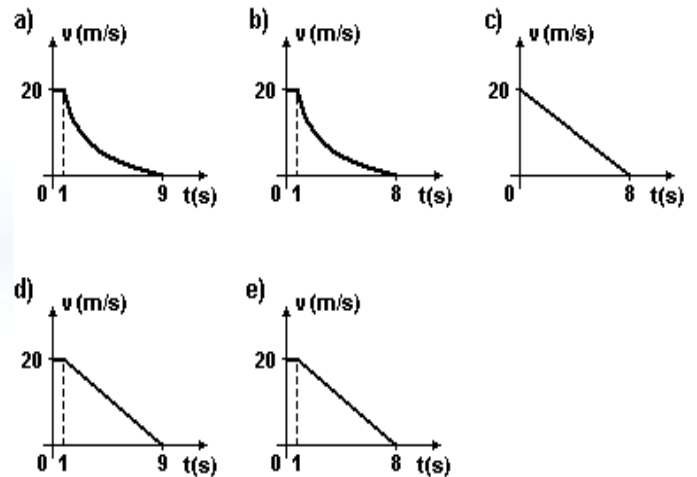 a) b) c)
v (m/s) v (m/s) v (m/s)
20 20 20
0 1 9 t(s) 0 1 8 t(s) 0 8 t(s)
d) e)
v (m/s) v (m/s)
20 20
0 1 9 t(s) 0 1 8 t(s)